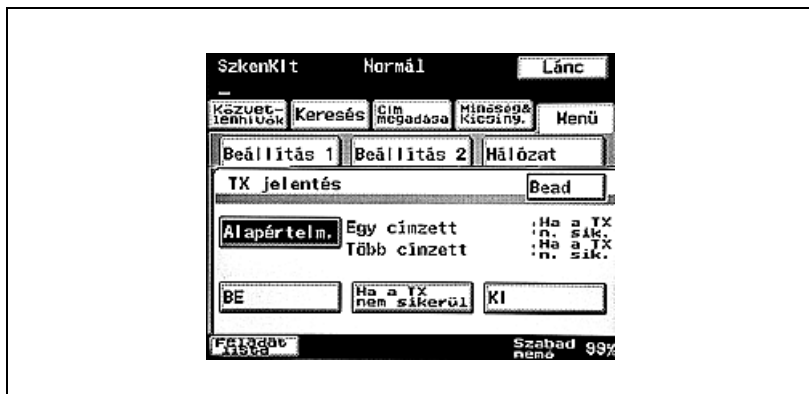 SzkenKIt Normál Lánc
Közvet-
lenhívók
Keresés
Cím
megadása
Minőség&
Kicsiny.
Menü
Beállítás 1 Beállítás 2 Hálózat
TX jelentés Bead
Alapértelm.
Egy címzett :Ha a TX
n. sik.
Több címzett :Ha a TX
n. sik.
BE
Ha a TX
nem sikerül
KI
Feladat
lista
Szabad
memó 99%